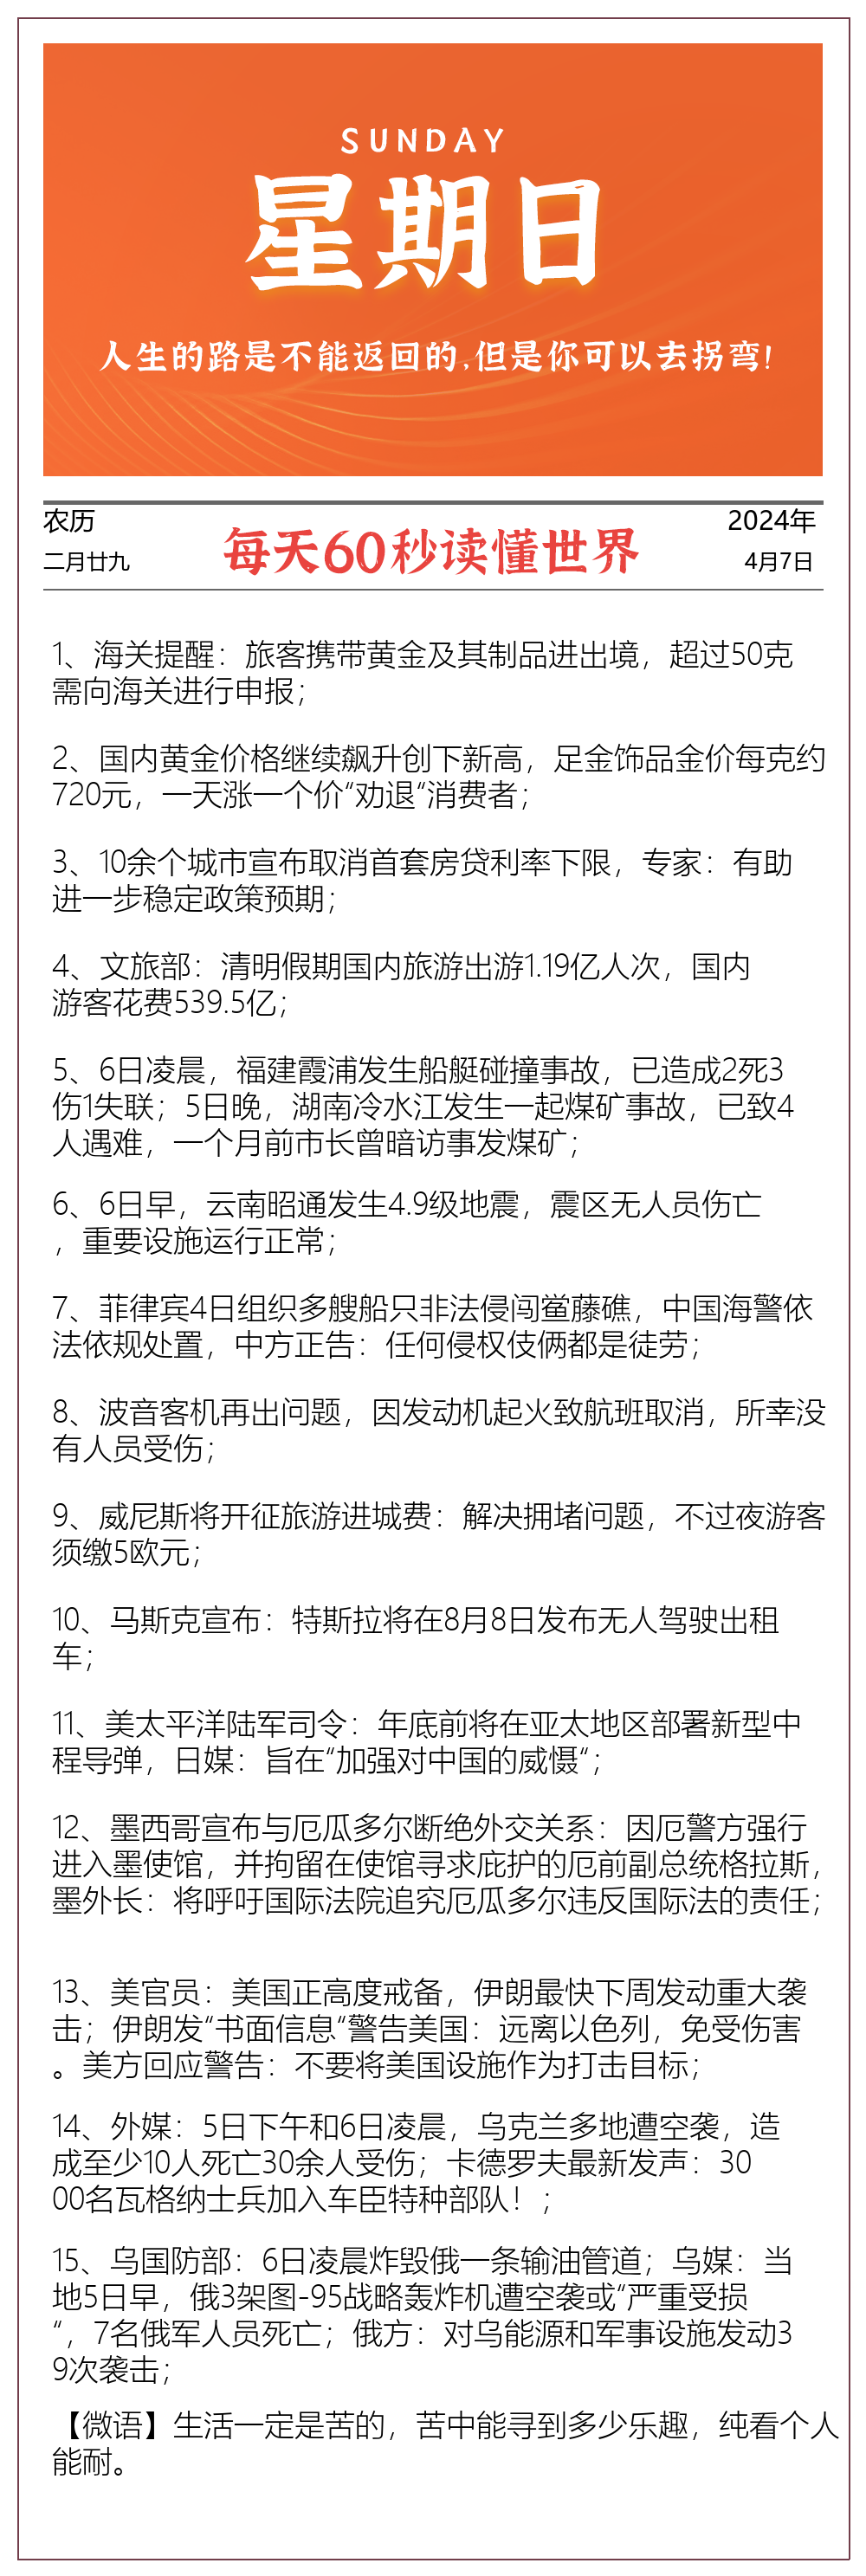 SUNDAY
星期日
人生的路是不能返回的,但是你可以去拐弯!
农历
二月廿九
每天60秒读懂世界
2024年
4月7日
1、海关提醒：旅客携带黄金及其制品进出境，超过50克
需向海关进行申报；
2、国内黄金价格继续飙升创下新高，足金饰品金价每克约
720元，一天涨一个价“劝退“消费者；
3、10余个城市宣布取消首套房贷利率下限，专家：有助
进一步稳定政策预期；
4、文旅部：清明假期国内旅游出游1.19亿人次，国内
游客花费539.5亿；
5、6日凌晨，福建霞浦发生船艇碰撞事故，已造成2死3
伤1失联；5日晚，湖南冷水江发生一起煤矿事故，已致4
人遇难，一个月前市长曾暗访事发煤矿；
6、6日早，云南昭通发生4.9级地震，震区无人员伤亡
，重要设施运行正常；
7、菲律宾4日组织多艘船只非法侵闯鲎藤礁，中国海警依
法依规处置，中方正告：任何侵权伎俩都是徒劳；
8、波音客机再出问题，因发动机起火致航班取消，所幸没
有人员受伤；
9、威尼斯将开征旅游进城费：解决拥堵问题，不过夜游客
须缴5欧元；
10、马斯克宣布：特斯拉将在8月8日发布无人驾驶出租
车；
11、美太平洋陆军司令：年底前将在亚太地区部署新型中
程导弹，日媒：旨在“加强对中国的威慑“；
12、墨西哥宣布与厄瓜多尔断绝外交关系：因厄警方强行
进入墨使馆，并拘留在使馆寻求庇护的厄前副总统格拉斯，
墨外长：将呼吁国际法院追究厄瓜多尔违反国际法的责任；
13、美官员：美国正高度戒备，伊朗最快下周发动重大袭
击；伊朗发“书面信息“警告美国：远离以色列，免受伤害
。美方回应警告：不要将美国设施作为打击目标；
14、外媒：5日下午和6日凌晨，乌克兰多地遭空袭，造
成至少10人死亡30余人受伤；卡德罗夫最新发声：30
00名瓦格纳士兵加入车臣特种部队！；
15、乌国防部：6日凌晨炸毁俄一条输油管道；乌媒：当
地5日早，俄3架图-95战略轰炸机遭空袭或“严重受损
“，7名俄军人员死亡；俄方：对乌能源和军事设施发动3
9次袭击；
【微语】生活一定是苦的，苦中能寻到多少乐趣，纯看个人
能耐。